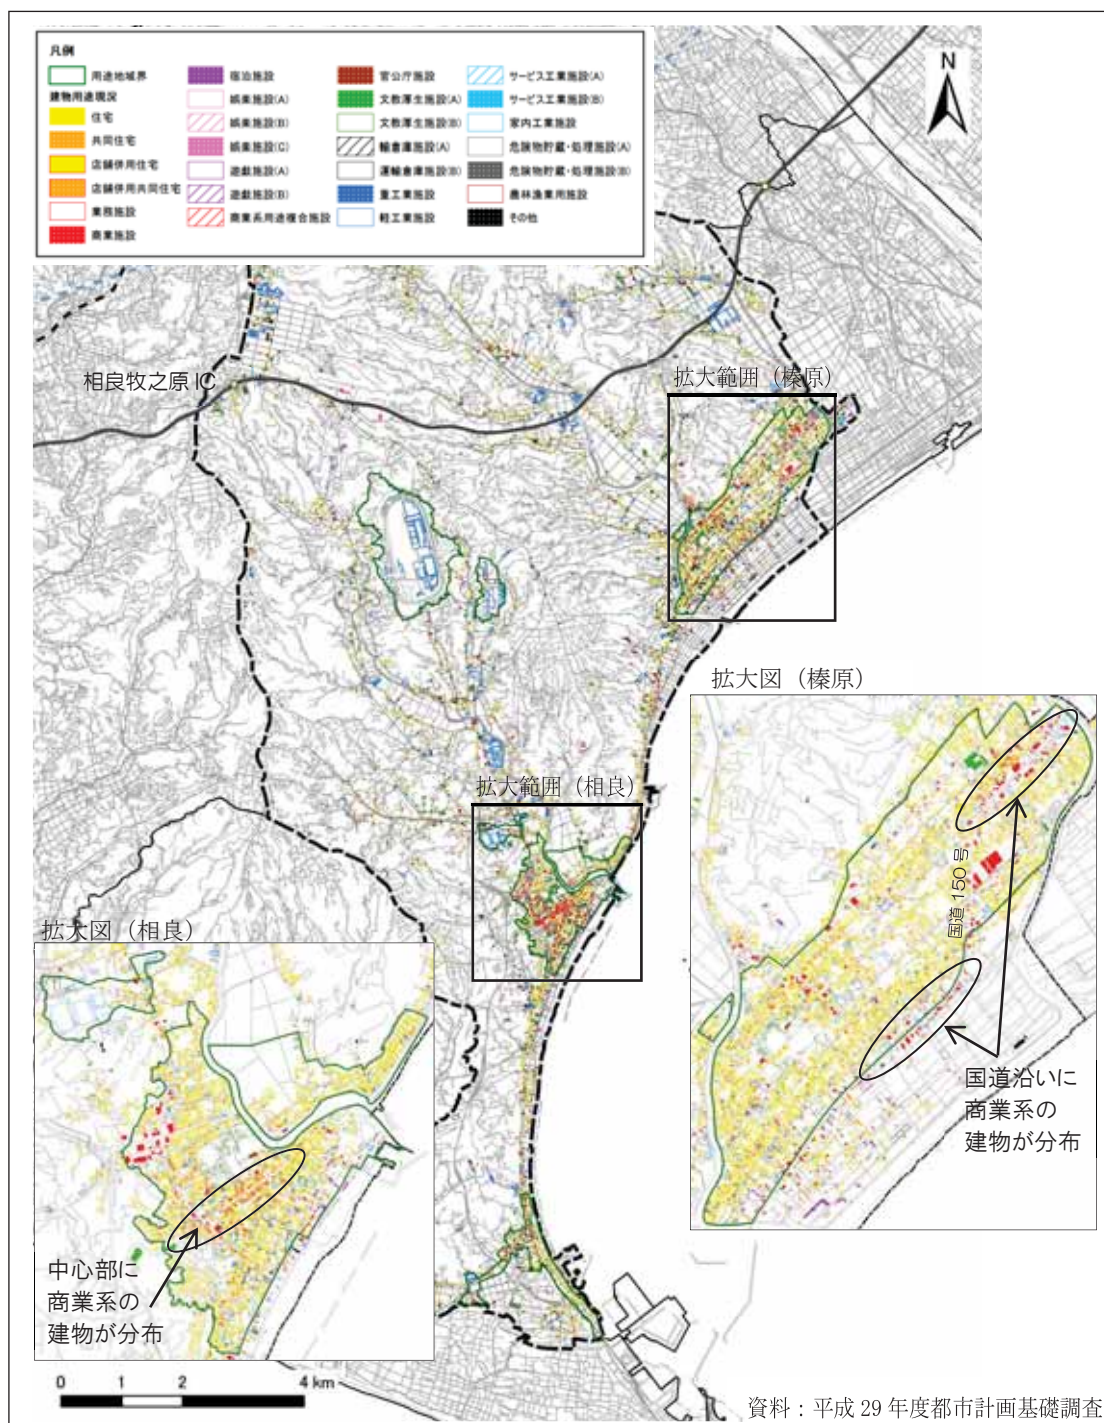 凡例
用途地域界
建物用途現況
住宅
共同住宅
店舗併用住宅
店舗併用共同住宅
業務施設
商業施設
宿泊施設
娯楽施設(A)
娯楽施設(B)
娯楽施設(C)
遊戯施設(A)
遊戯施設(B)
商業系用途複合施設
官公庁施設
文教厚生施設(A)
文教厚生施設(B)
輸倉庫施設(A)
運輸倉庫施設(B)
重工業施設
軽工業施設
サービス工業施設(A)
サービス工業施設(B)
家内工業施設
危険物貯蔵・処理施設(A)
危険物貯蔵・処理施設(B)
農林漁業用施設
その他
N
相良牧之原 IC
拡大範囲（榛原）
拡大図（榛原）
国道 150 号
国道沿いに
商業系の
建物が分布
拡大範囲（相良）
拡大図（相良）
中心部に
商業系の
建物が分布
0 1 2 4 km
資料：平成 29 年度都市計画基礎調査